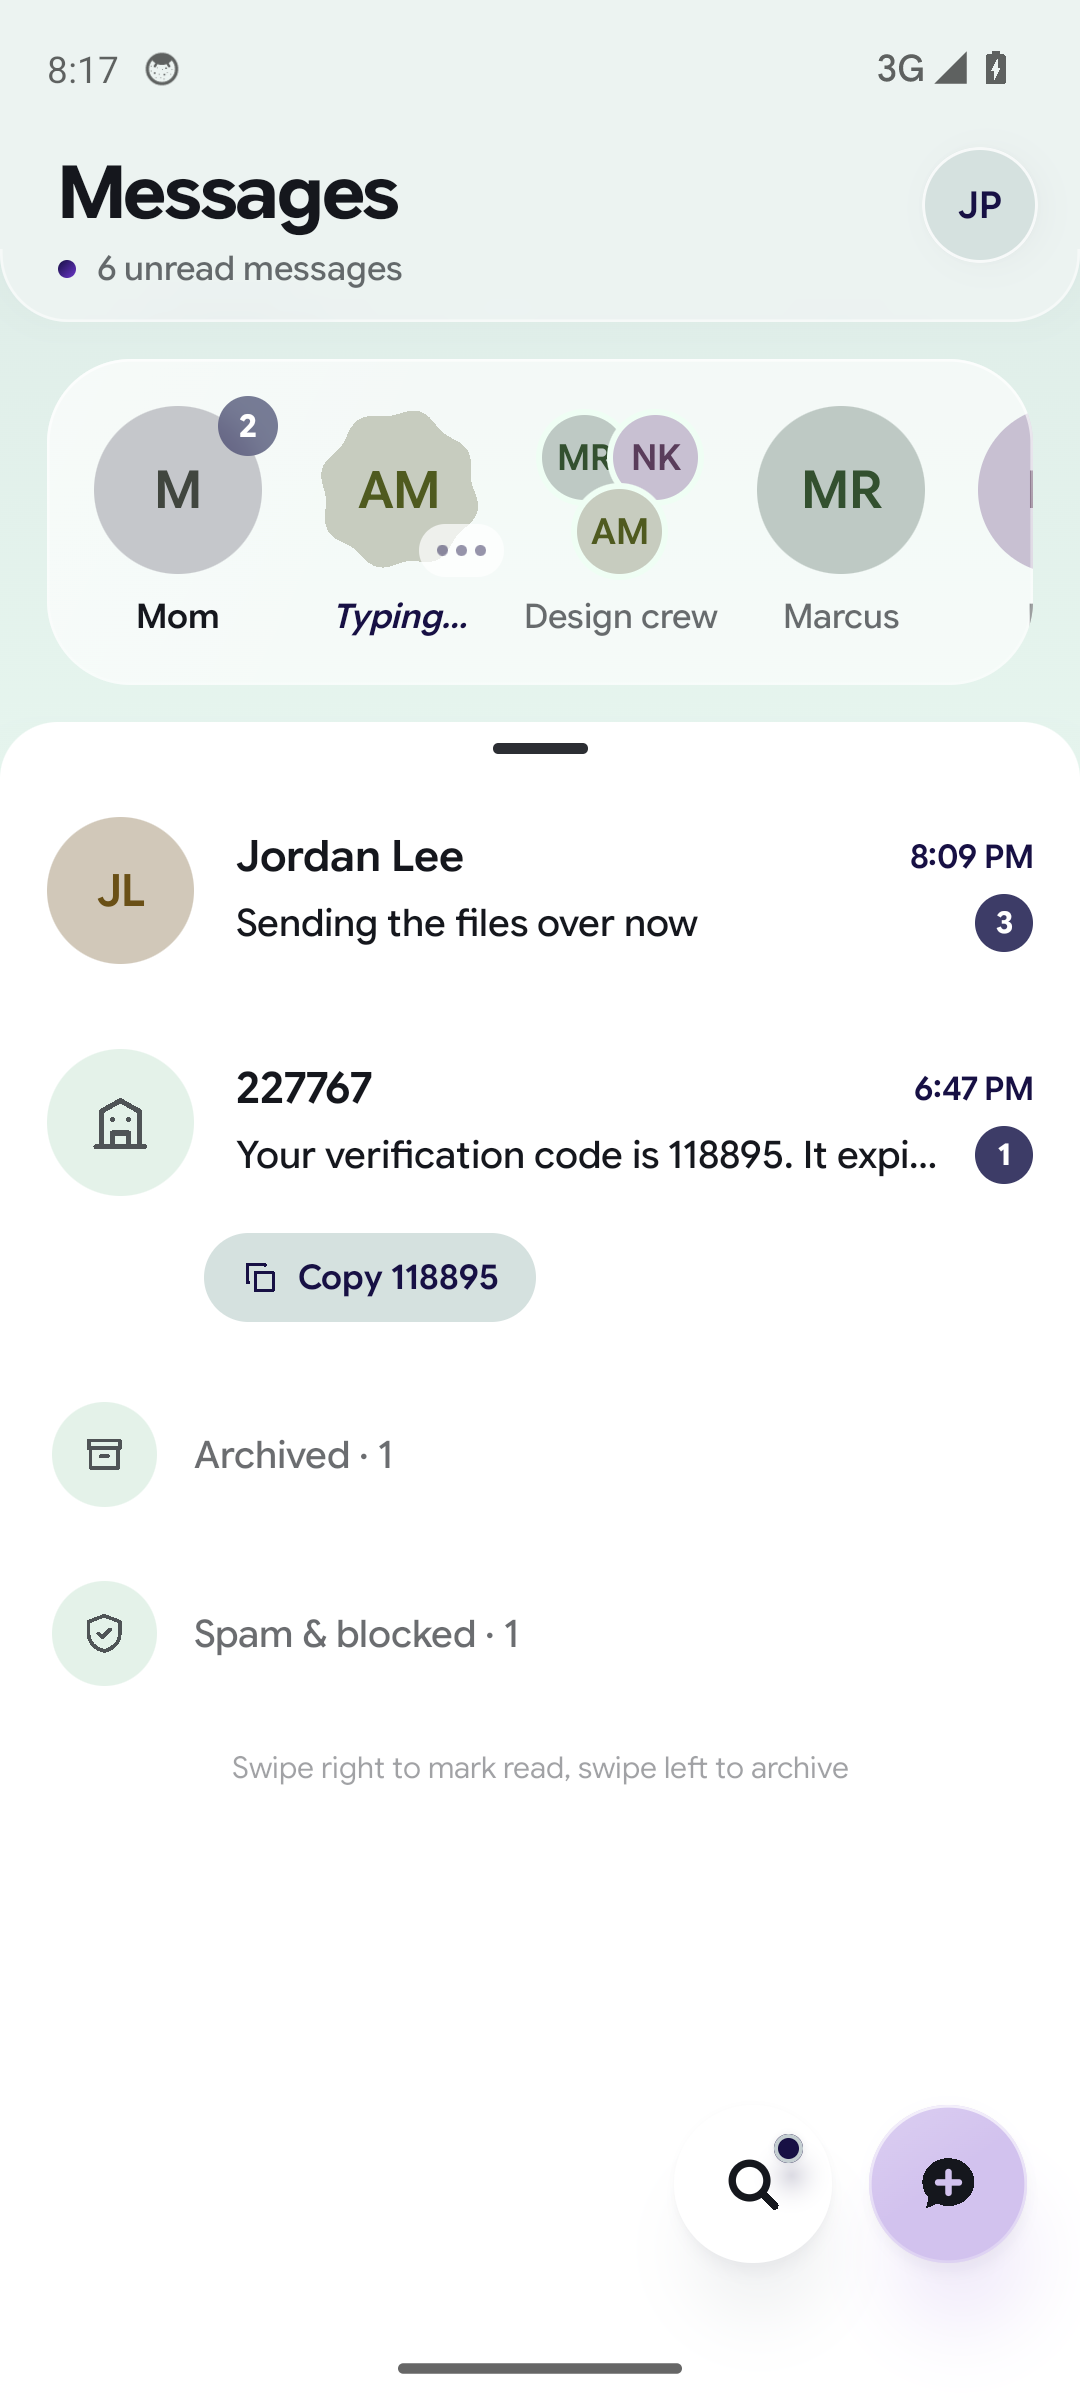 8:17
3G
Messages
JP
6 unread messages
M
2
AM
MR
NK
AM
MR
Mom
Typing...
Design crew
Marcus
JL
Jordan Lee
8:09 PM
Sending the files over now
3
227767
6:47 PM
Your verification code is 118895. It expi...
1
Copy 118895
Archived · 1
Spam & blocked · 1
Swipe right to mark read, swipe left to archive